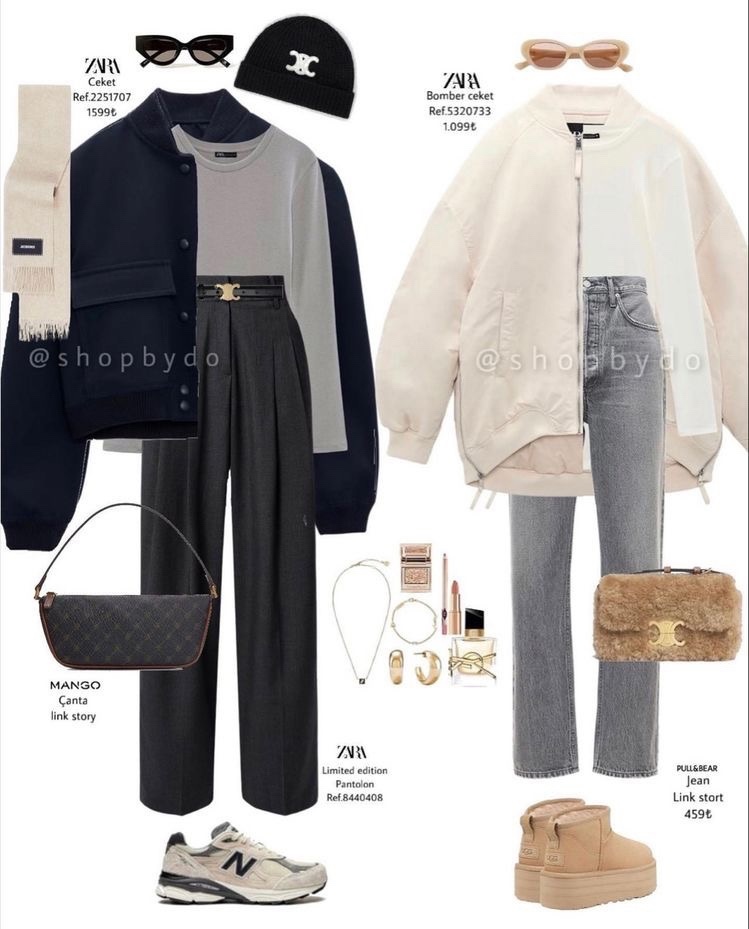 ZARA
Ceket
Ref.2251707
1599₺
ZARA
Bomber ceket
Ref.5320733
1.099₺
@shopbydo
@shopbydo
MANGO
Çanta
link story
ZARA
Limited edition
Pantolon
Ref.8440408
PULL&BEAR
Jean
Link stort
459₺
N
UGG